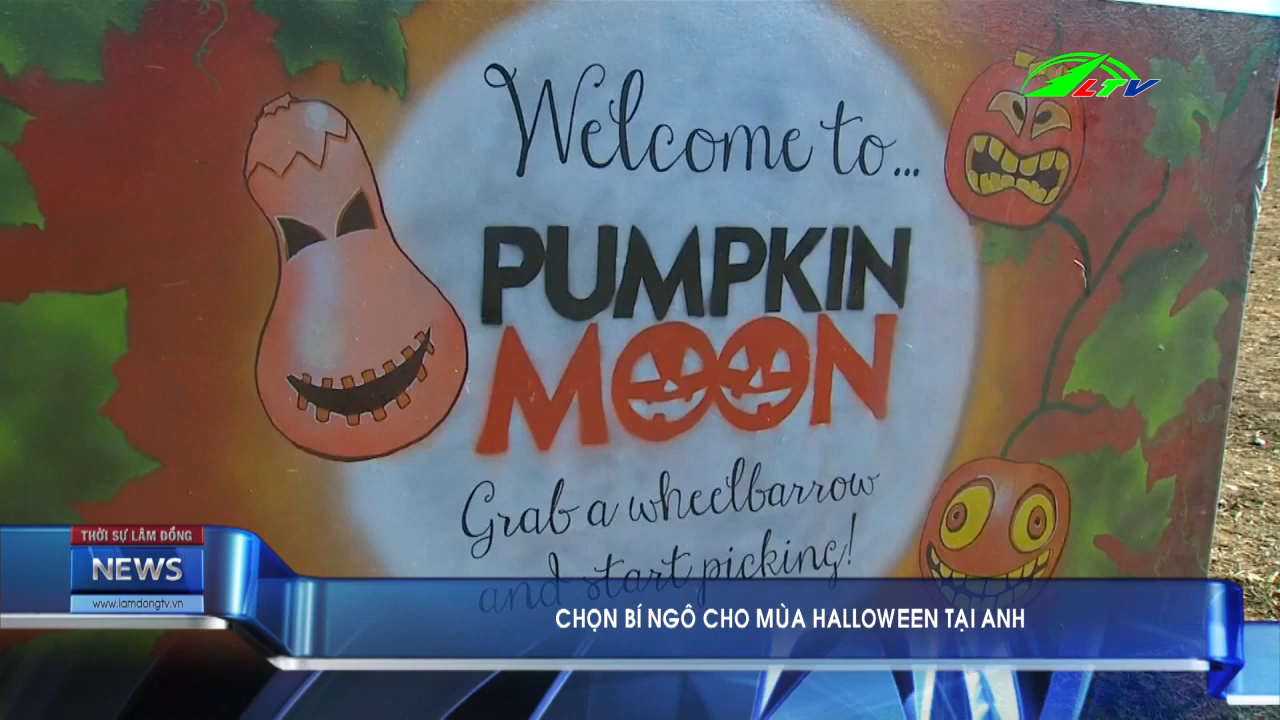 LTV
Welcome to...
PUMPKIN
MOON
Grab a wheelbarrow
and start picking!
THỜI SỰ LÂM ĐỒNG
NEWS
www.lamdongtv.vn
CHỌN BÍ NGÔ CHO MÙA HALLOWEEN TẠI ANH